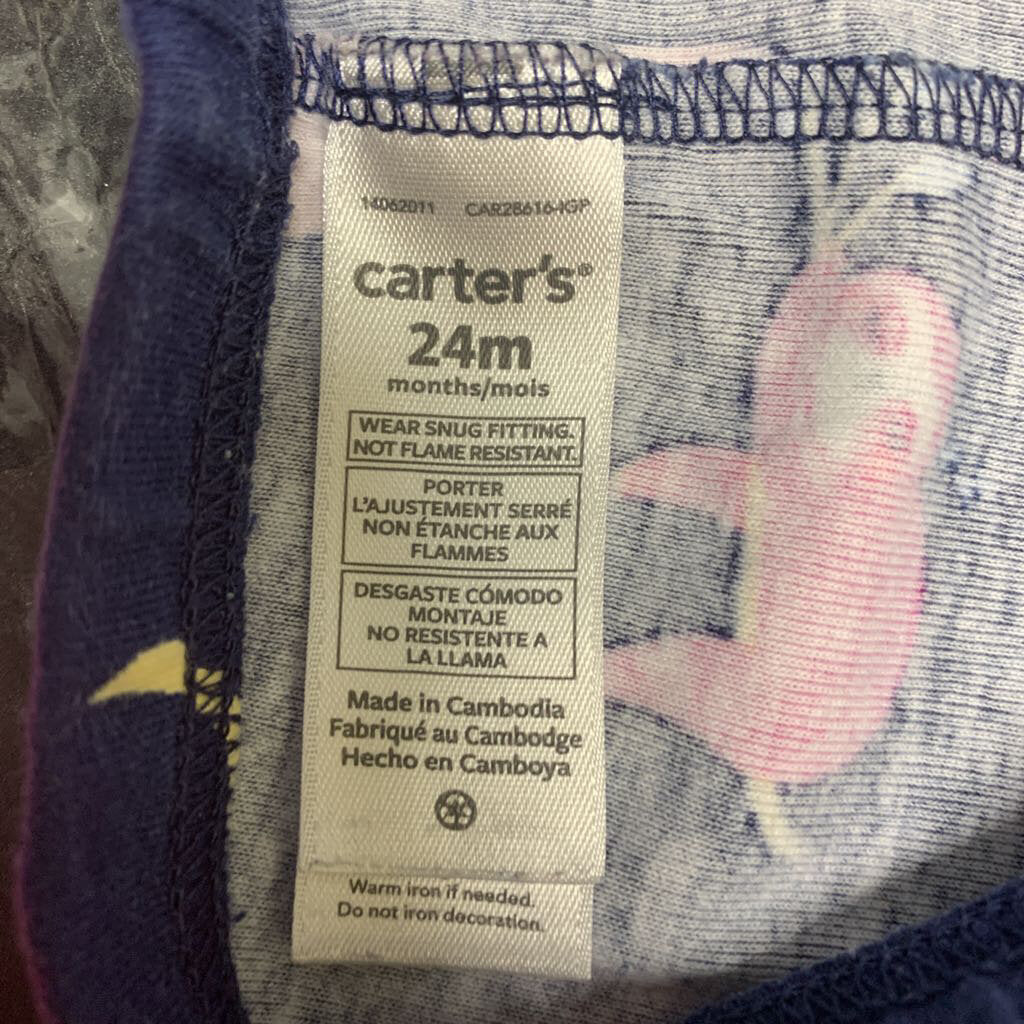 14062011 CAR28616-IGP
carter's®
24m
months/mois
WEAR SNUG FITTING.
NOT FLAME RESISTANT.
PORTER
L'AJUSTEMENT SERRÉ
NON ÉTANCHE AUX
FLAMMES
DESGASTE CÓMODO
MONTAJE
NO RESISTENTE A
LA LLAMA
Made in Cambodia
Fabriqué au Cambodge
Hecho en Camboya
Warm iron if needed.
Do not iron decoration.